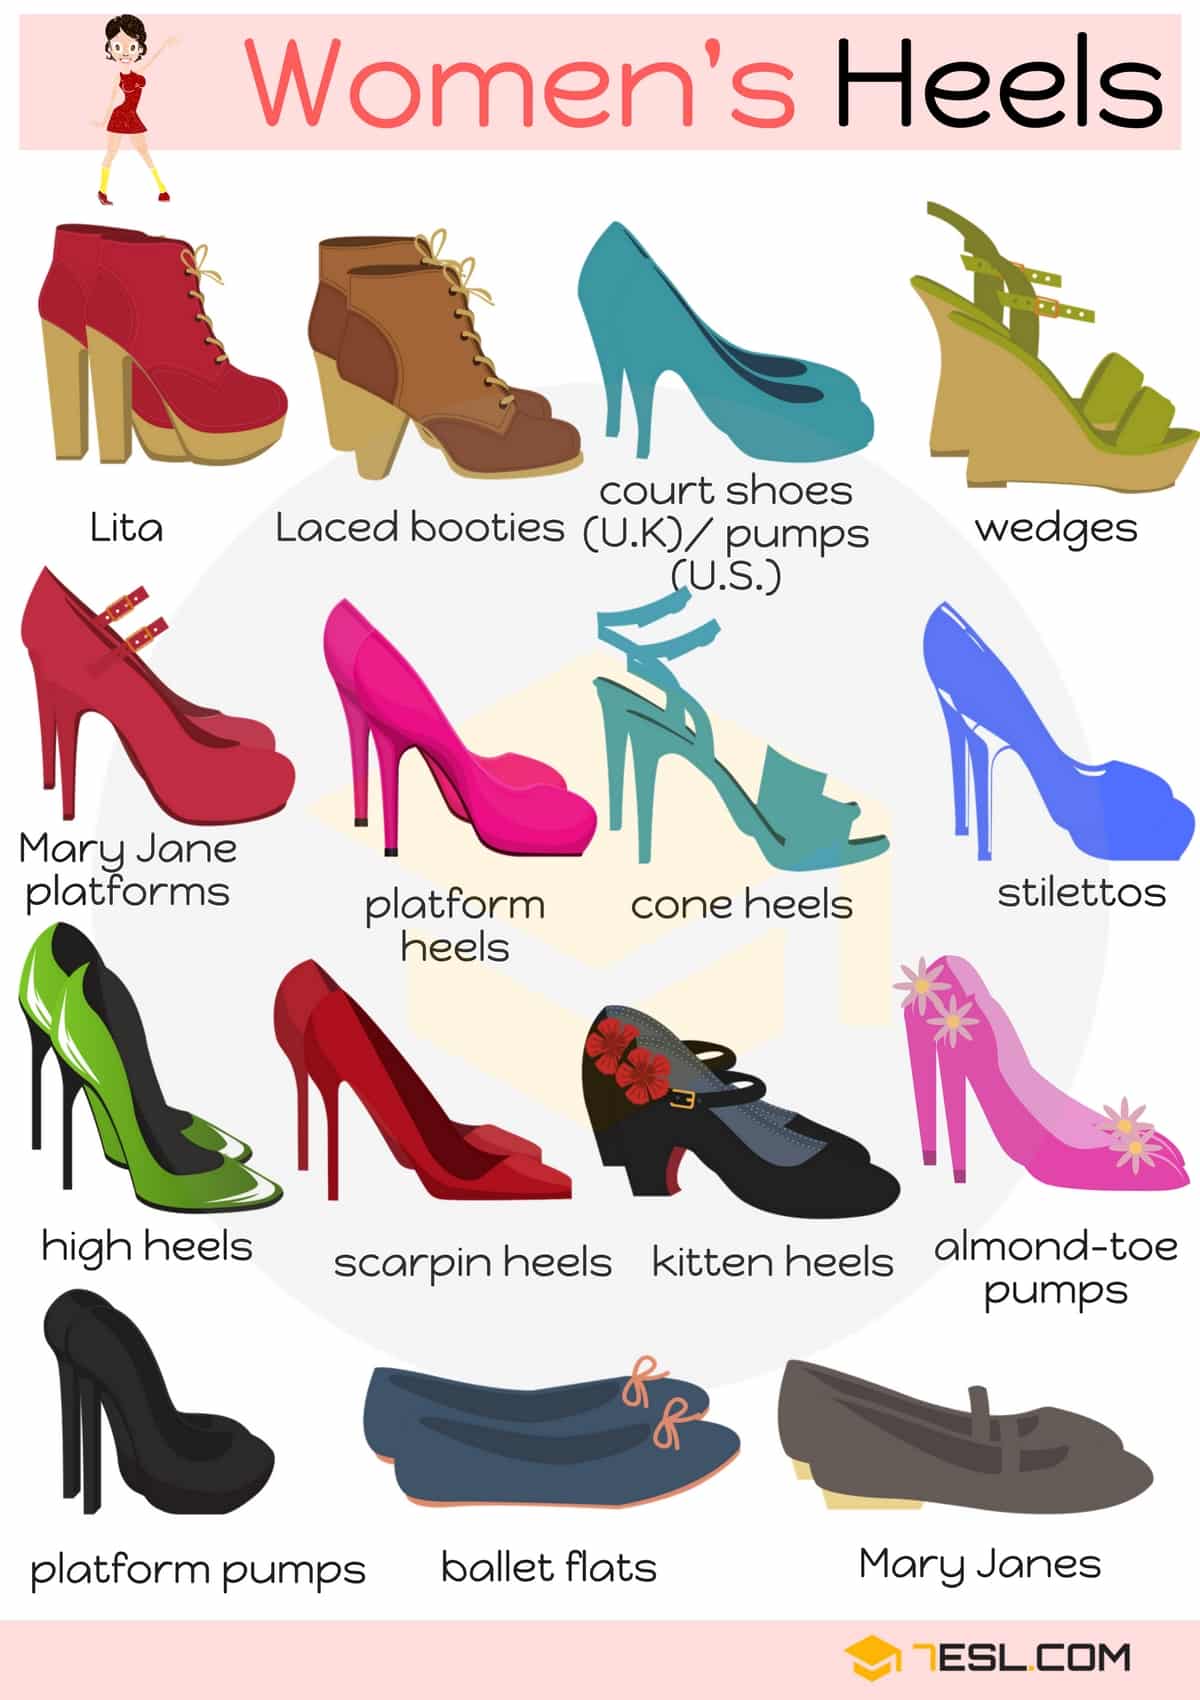 Women's Heels
Lita
Laced booties
court shoes
(U.K)/ pumps
(U.S.)
wedges
Mary Jane
platforms
platform
heels
cone heels
stilettos
high heels
scarpin heels
kitten heels
almond-toe
pumps
platform pumps
ballet flats
Mary Janes
7ESL.COM